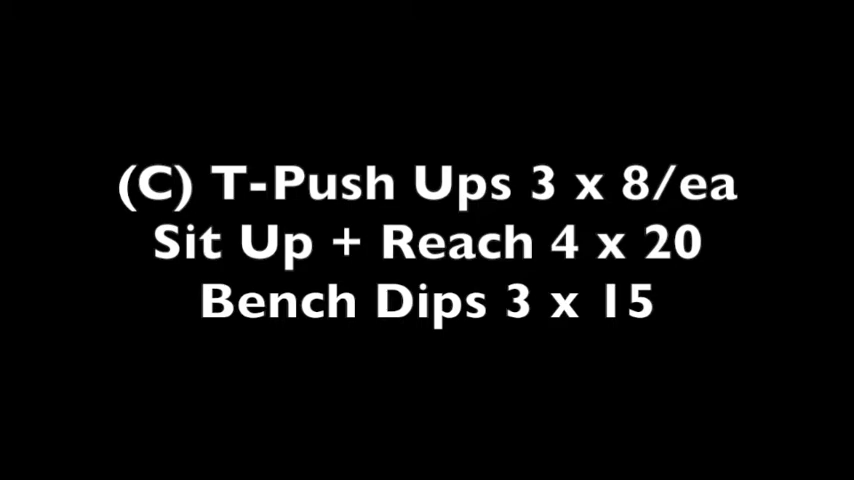 (C) T-Push Ups 3 x 8/ea
Sit Up + Reach 4 x 20
Bench Dips 3 x 15